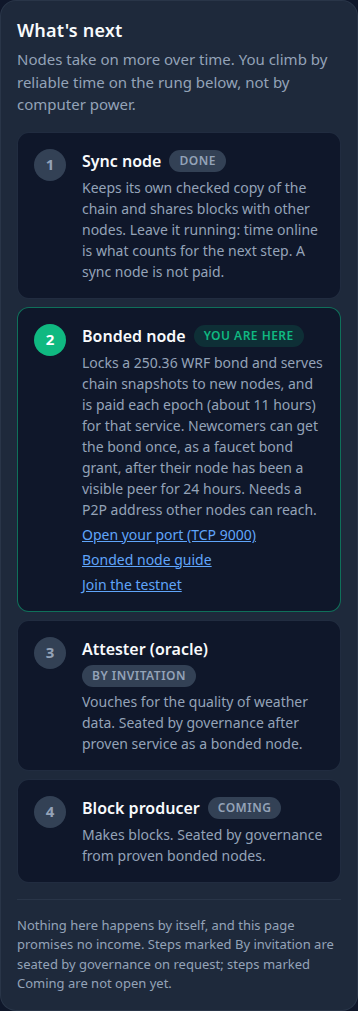 What's next
Nodes take on more over time. You climb by
reliable time on the rung below, not by
computer power.
1
Sync node DONE
Keeps its own checked copy of the
chain and shares blocks with other
nodes. Leave it running: time online
is what counts for the next step. A
sync node is not paid.
2
Bonded node YOU ARE HERE
Locks a 250.36 WRF bond and serves
chain snapshots to new nodes, and
is paid each epoch (about 11 hours)
for that service. Newcomers can get
the bond once, as a faucet bond
grant, after their node has been a
visible peer for 24 hours. Needs a
P2P address other nodes can reach.
Open your port (TCP 9000)
Bonded node guide
Join the testnet
3
Attester (oracle)
BY INVITATION
Vouches for the quality of weather
data. Seated by governance after
proven service as a bonded node.
4
Block producer COMING
Makes blocks. Seated by governance
from proven bonded nodes.
Nothing here happens by itself, and this page
promises no income. Steps marked By invitation are
seated by governance on request; steps marked
Coming are not open yet.